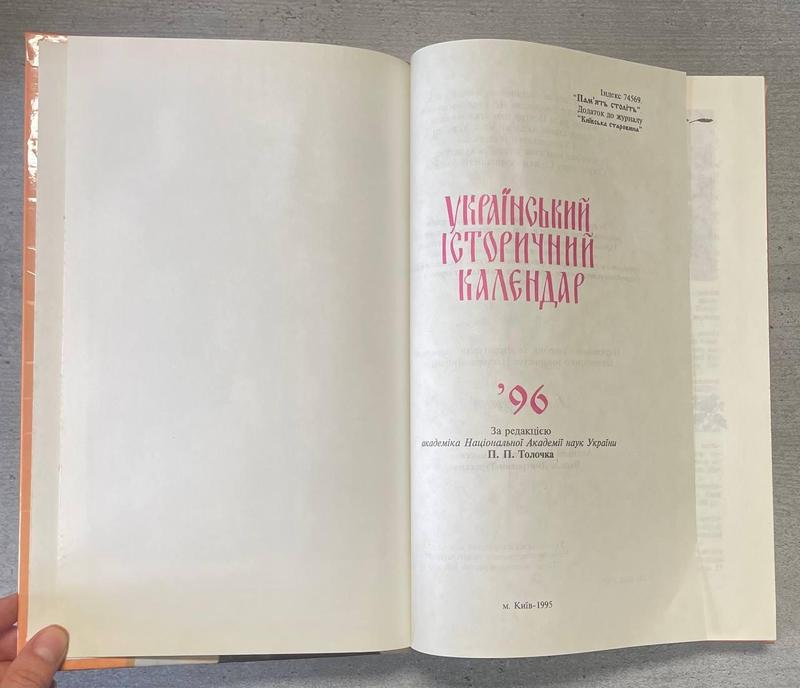 Індекс 74569
"Пам'ять століть"
Додаток до журналу
"Київська старовина"
УКРАЇНСЬКИЙ
ІСТОРИЧНИЙ
КАЛЕНДАР
'96
За редакцією
академіка Національної Академії наук України
П. П. Толочка
м. Київ-1995